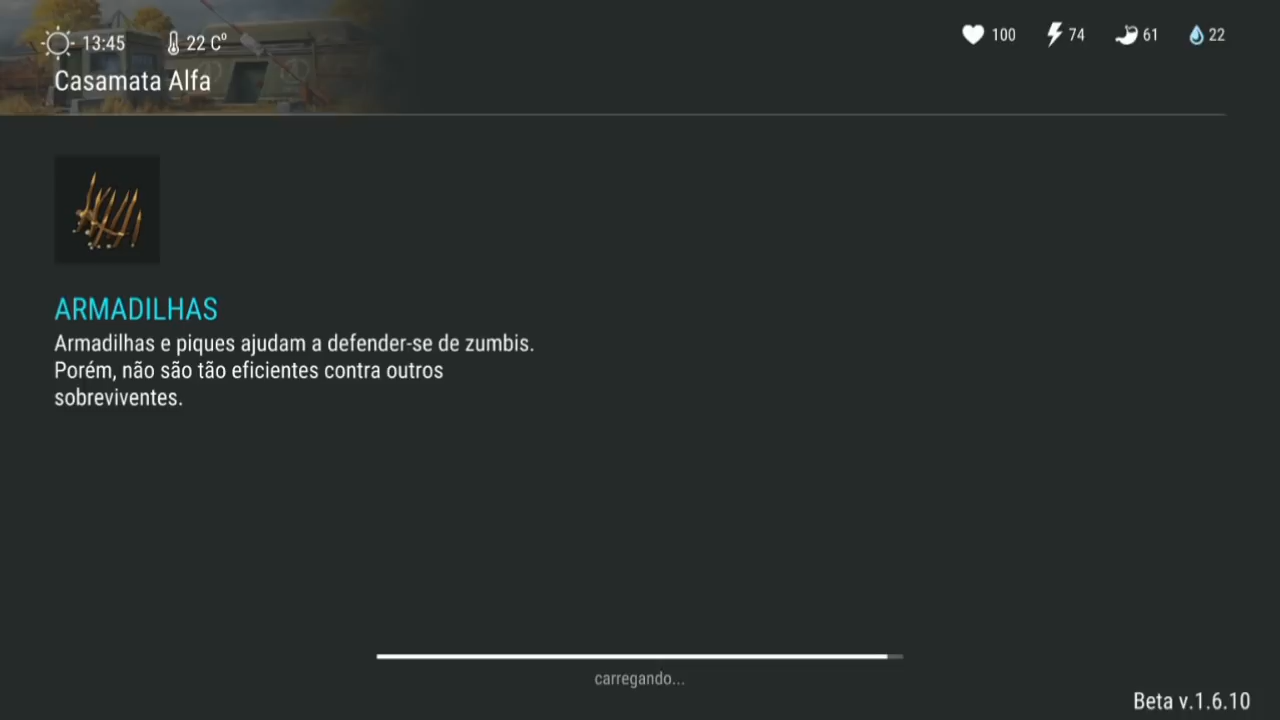 13:45 22 Cº
100 74 61 22
Casamata Alfa
ARMADILHAS
Armadilhas e piques ajudam a defender-se de zumbis.
Porém, não são tão eficientes contra outros
sobreviventes.
carregando...
Beta v.1.6.10